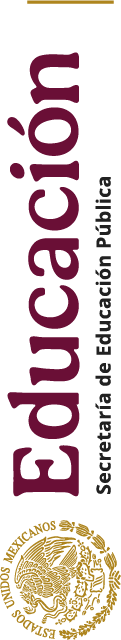 ESTADOS UNIDOS MEXICANOS
Educación
Secretaría de Educación Pública